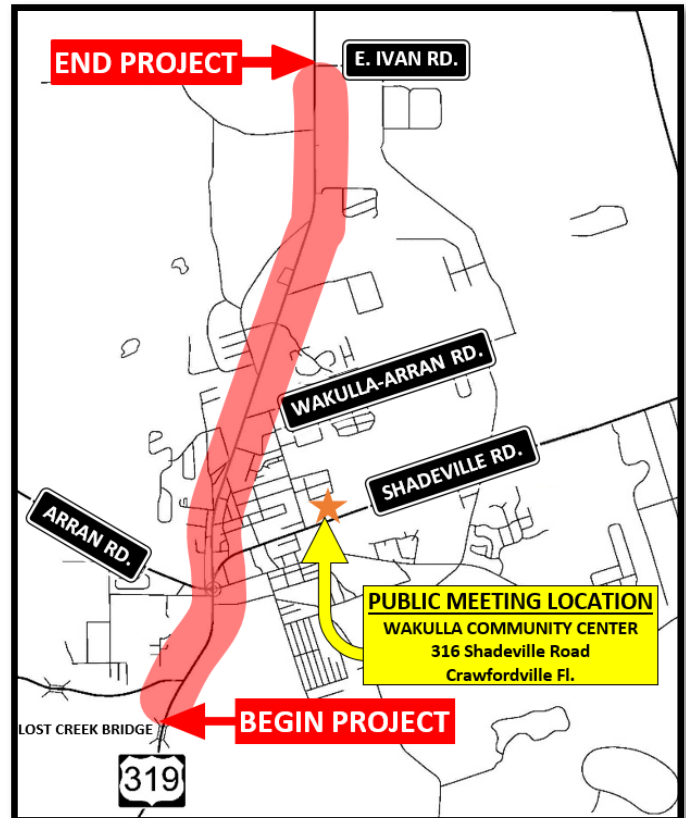 END PROJECT
E. IVAN RD.
WAKULLA-ARRAN RD.
SHADEVILLE RD.
ARRAN RD.
PUBLIC MEETING LOCATION
WAKULLA COMMUNITY CENTER
316 Shadeville Road
Crawfordville Fl.
BEGIN PROJECT
LOST CREEK BRIDGE
319